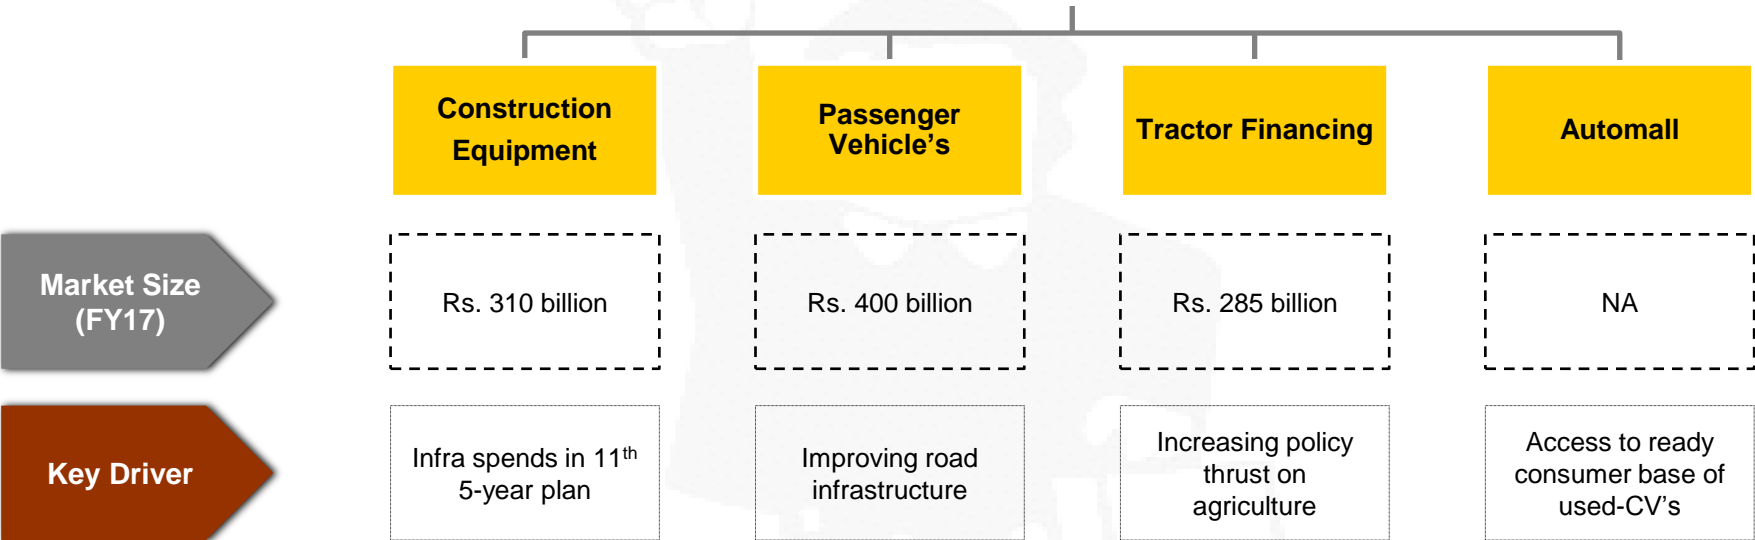 Construction
Equipment
Passenger
Vehicle’s
Tractor Financing
Automall
Market Size
(FY17)
Rs. 310 billion
Rs. 400 billion
Rs. 285 billion
NA
Key Driver
Infra spends in 11th
5-year plan
Improving road
infrastructure
Increasing policy
thrust on
agriculture
Access to ready
consumer base of
used-CV’s